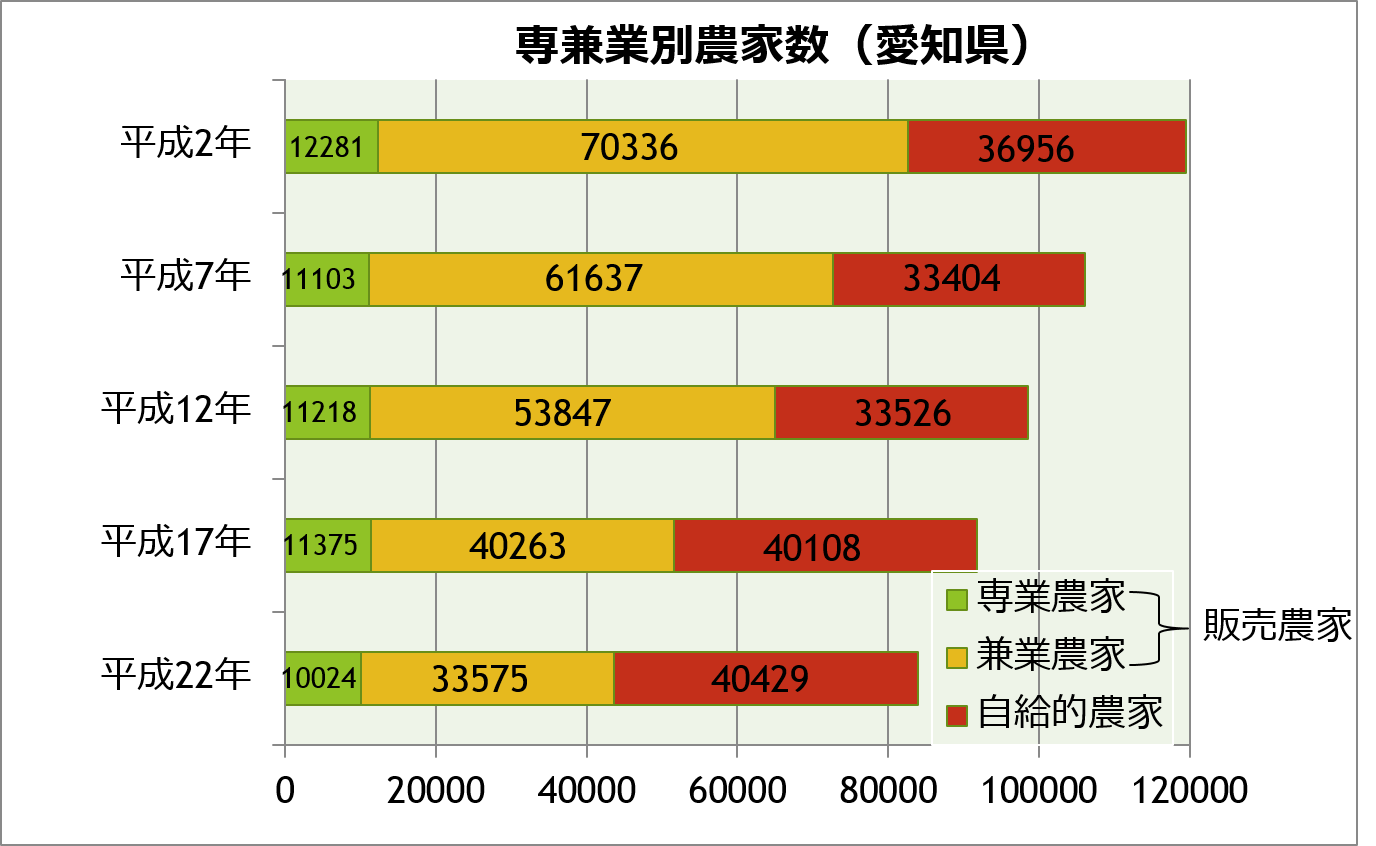 専兼業別農家数（愛知県）
平成2年 12281 70336 36956
平成7年 11103 61637 33404
平成12年 11218 53847 33526
平成17年 11375 40263 40108
平成22年 10024 33575 40429
専業農家
兼業農家
自給的農家
販売農家
0 20000 40000 60000 80000 100000 120000